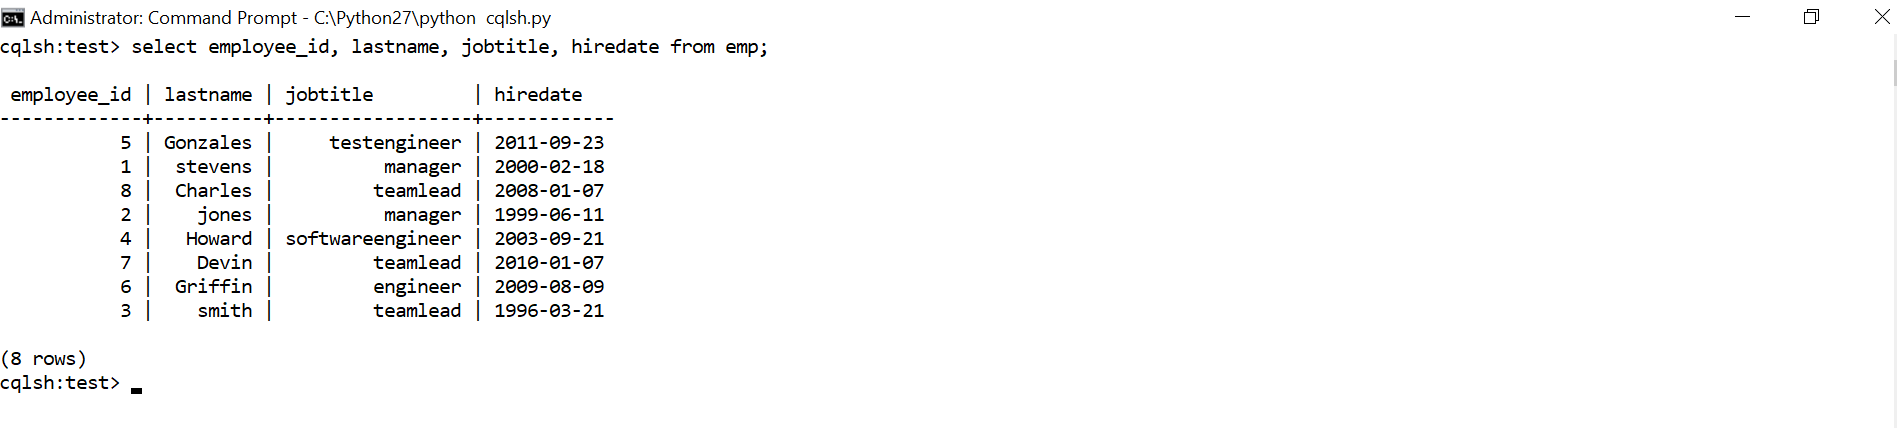 Administrator: Command Prompt - C:\Python27\python  cqlsh.py
cqlsh:test> select employee_id, lastname, jobtitle, hiredate from emp;
 employee_id | lastname | jobtitle         | hiredate
-------------+----------+------------------+------------
           5 | Gonzales |     testengineer | 2011-09-23
           1 |  stevens |          manager | 2000-02-18
           8 |  Charles |         teamlead | 2008-01-07
           2 |    jones |          manager | 1999-06-11
           4 |   Howard | softwareengineer | 2003-09-21
           7 |    Devin |         teamlead | 2010-01-07
           6 |  Griffin |         engineer | 2009-08-09
           3 |    smith |         teamlead | 1996-03-21
(8 rows)
cqlsh:test>